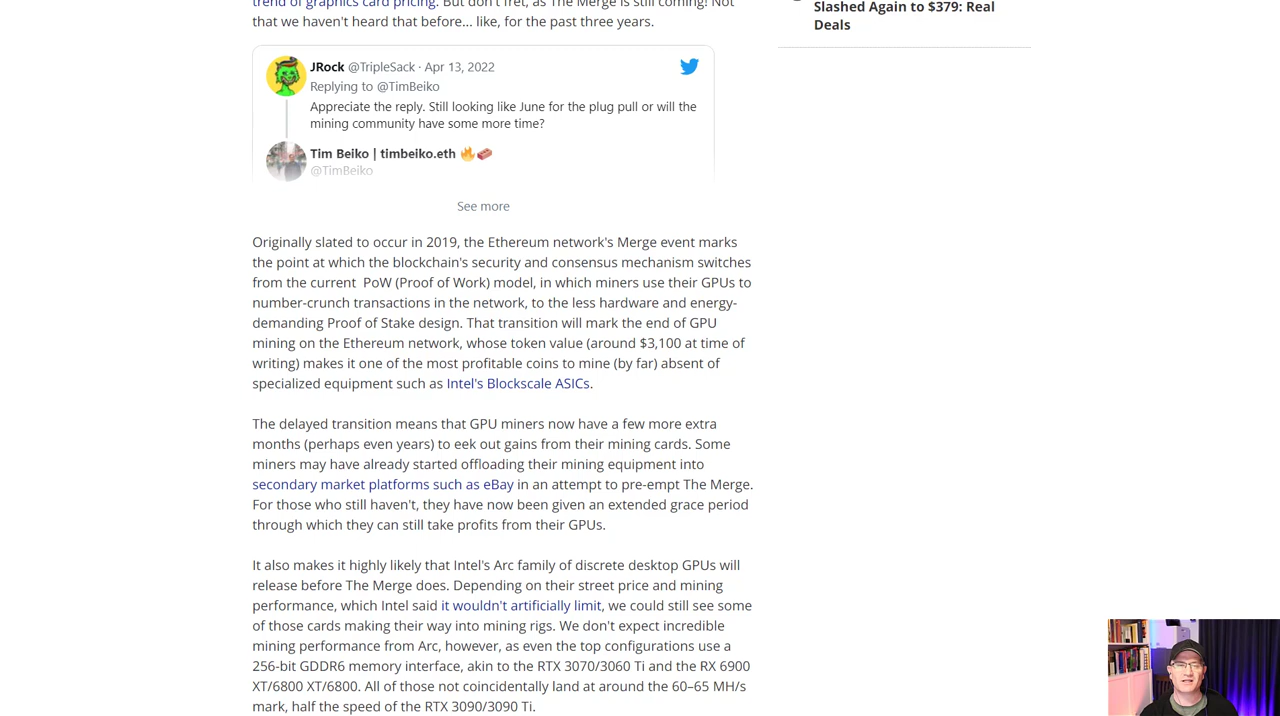 trend of graphics card pricing. But don't fret, as The Merge is still coming! Not
that we haven't heard that before... like, for the past three years.
Slashed Again to $379: Real
Deals
JRock @TripleSack · Apr 13, 2022
Replying to @TimBeiko
Appreciate the reply. Still looking like June for the plug pull or will the
mining community have some more time?
Tim Beiko | timbeiko.eth 🔥🍫
@TimBeiko
See more
Originally slated to occur in 2019, the Ethereum network's Merge event marks
the point at which the blockchain's security and consensus mechanism switches
from the current PoW (Proof of Work) model, in which miners use their GPUs to
number-crunch transactions in the network, to the less hardware and energy-
demanding Proof of Stake design. That transition will mark the end of GPU
mining on the Ethereum network, whose token value (around $3,100 at time of
writing) makes it one of the most profitable coins to mine (by far) absent of
specialized equipment such as Intel's Blockscale ASICs.
The delayed transition means that GPU miners now have a few more extra
months (perhaps even years) to eek out gains from their mining cards. Some
miners may have already started offloading their mining equipment into
secondary market platforms such as eBay in an attempt to pre-empt The Merge.
For those who still haven't, they have now been given an extended grace period
through which they can still take profits from their GPUs.
It also makes it highly likely that Intel's Arc family of discrete desktop GPUs will
release before The Merge does. Depending on their street price and mining
performance, which Intel said it wouldn't artificially limit, we could still see some
of those cards making their way into mining rigs. We don't expect incredible
mining performance from Arc, however, as even the top configurations use a
256-bit GDDR6 memory interface, akin to the RTX 3070/3060 Ti and the RX 6900
XT/6800 XT/6800. All of those not coincidentally land at around the 60–65 MH/s
mark, half the speed of the RTX 3090/3090 Ti.